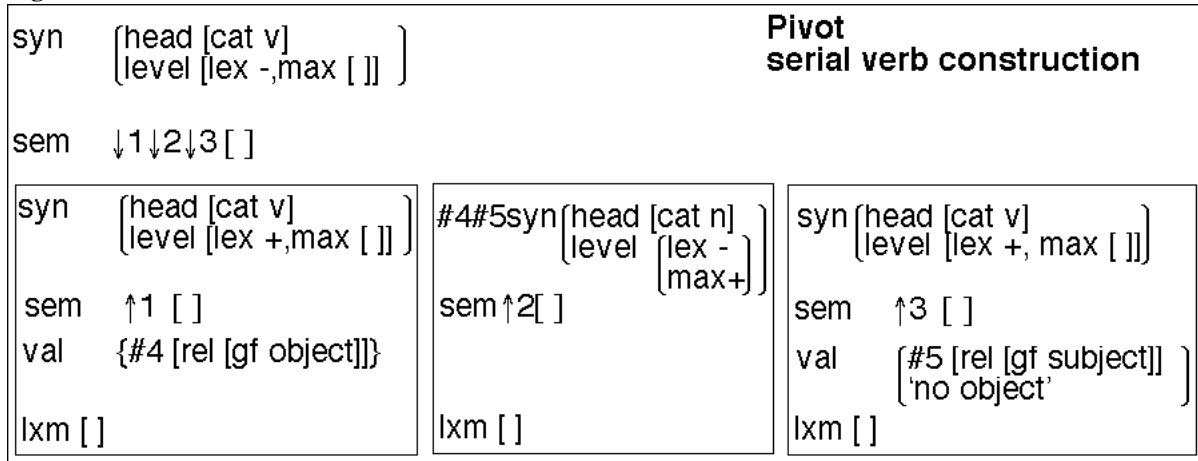 Pivot
serial verb construction
syn [head [cat v]
level [lex -,max [ ]] ]
sem ↓1↓2↓3 [ ]
syn [head [cat v]
level [lex +,max [ ]] ]
sem ↑1 [ ]
val {#4 [rel [gf object]]}
lxm [ ]
#4#5syn[head [cat n]
level [lex -
max+] ]
sem↑2[ ]
lxm [ ]
syn[head [cat v]
level [lex +, max [ ]]]
sem ↑3 [ ]
val [#5 [rel [gf subject]]
'no object' ]
lxm [ ]